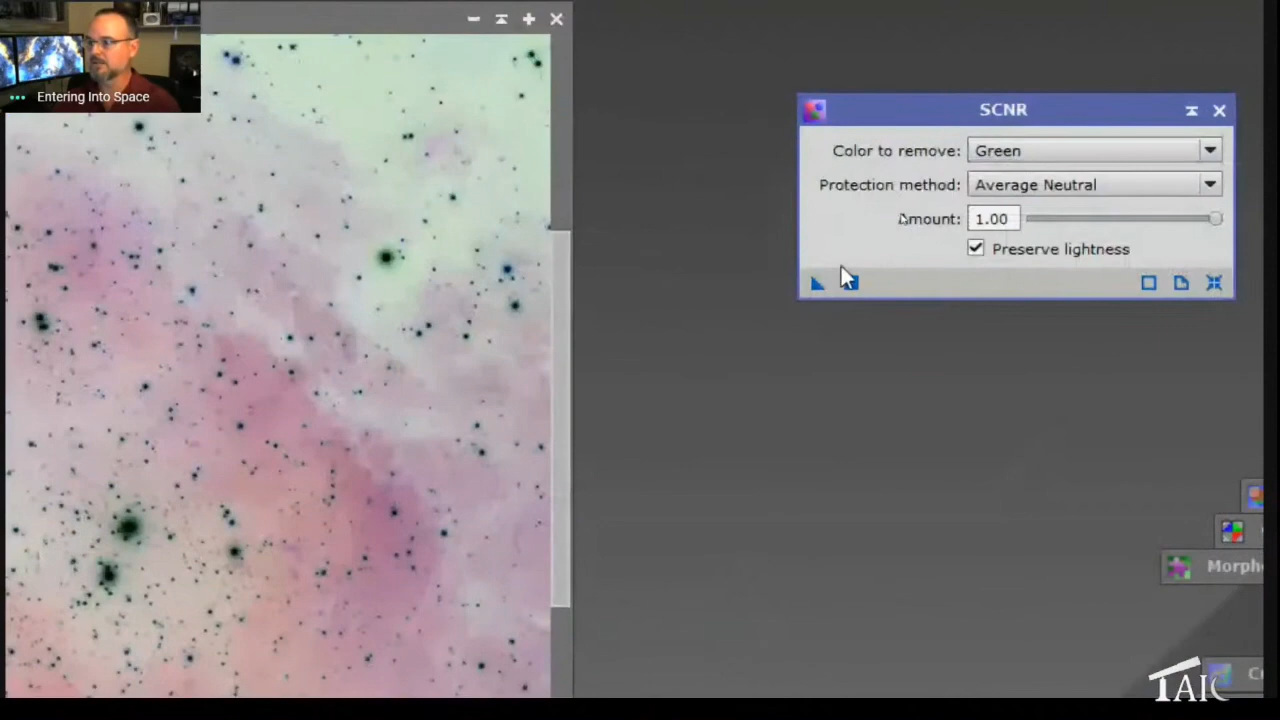 Entering Into Space
SCNR
Color to remove: Green
Protection method: Average Neutral
Amount: 1.00
Preserve lightness
Morph
TAIC